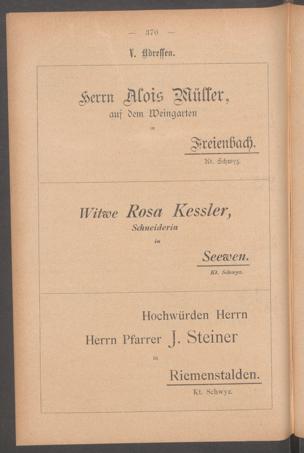 — 370 —
V. Adressen.
Herrn Alois Müller,
auf dem Weingarten
in
Freienbach.
Kt. Schwyz.
Witwe Rosa Kessler,
Schneiderin
in
Seewen.
Kt. Schwyz.
Hochwürden Herrn
Herrn Pfarrer J. Steiner
in
Riemenstalden.
Kt. Schwyz.